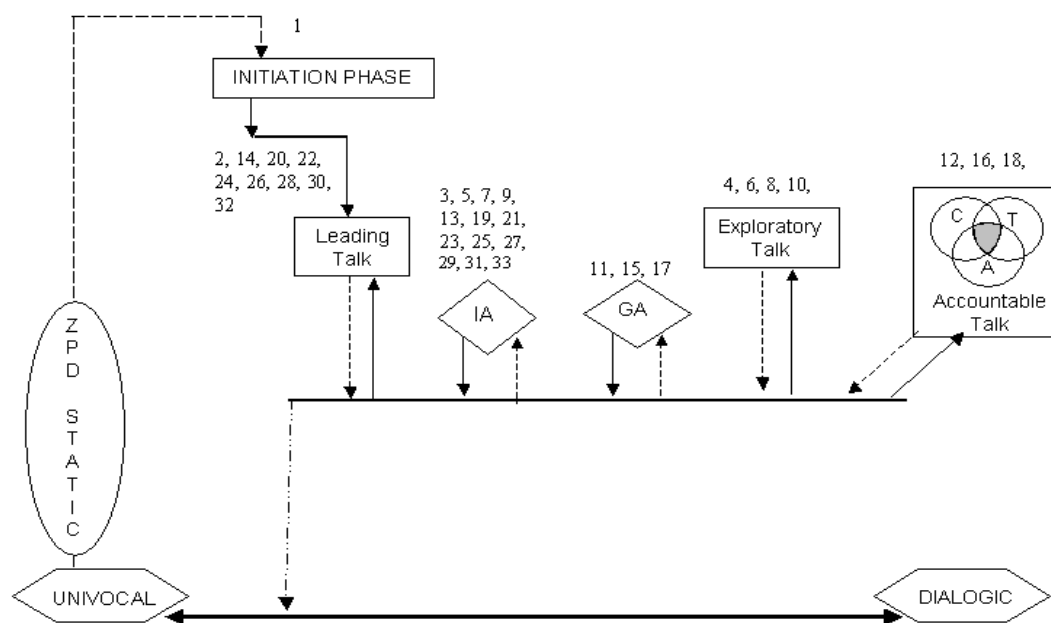 1
INITIATION PHASE
2, 14, 20, 22,
24, 26, 28, 30,
32
Leading
Talk
3, 5, 7, 9,
13, 19, 21,
23, 25, 27,
29, 31, 33
IA
11, 15, 17
GA
4, 6, 8, 10,
Exploratory
Talk
12, 16, 18,
C
T
A
Accountable
Talk
ZPD STATIC
UNIVOCAL
DIALOGIC